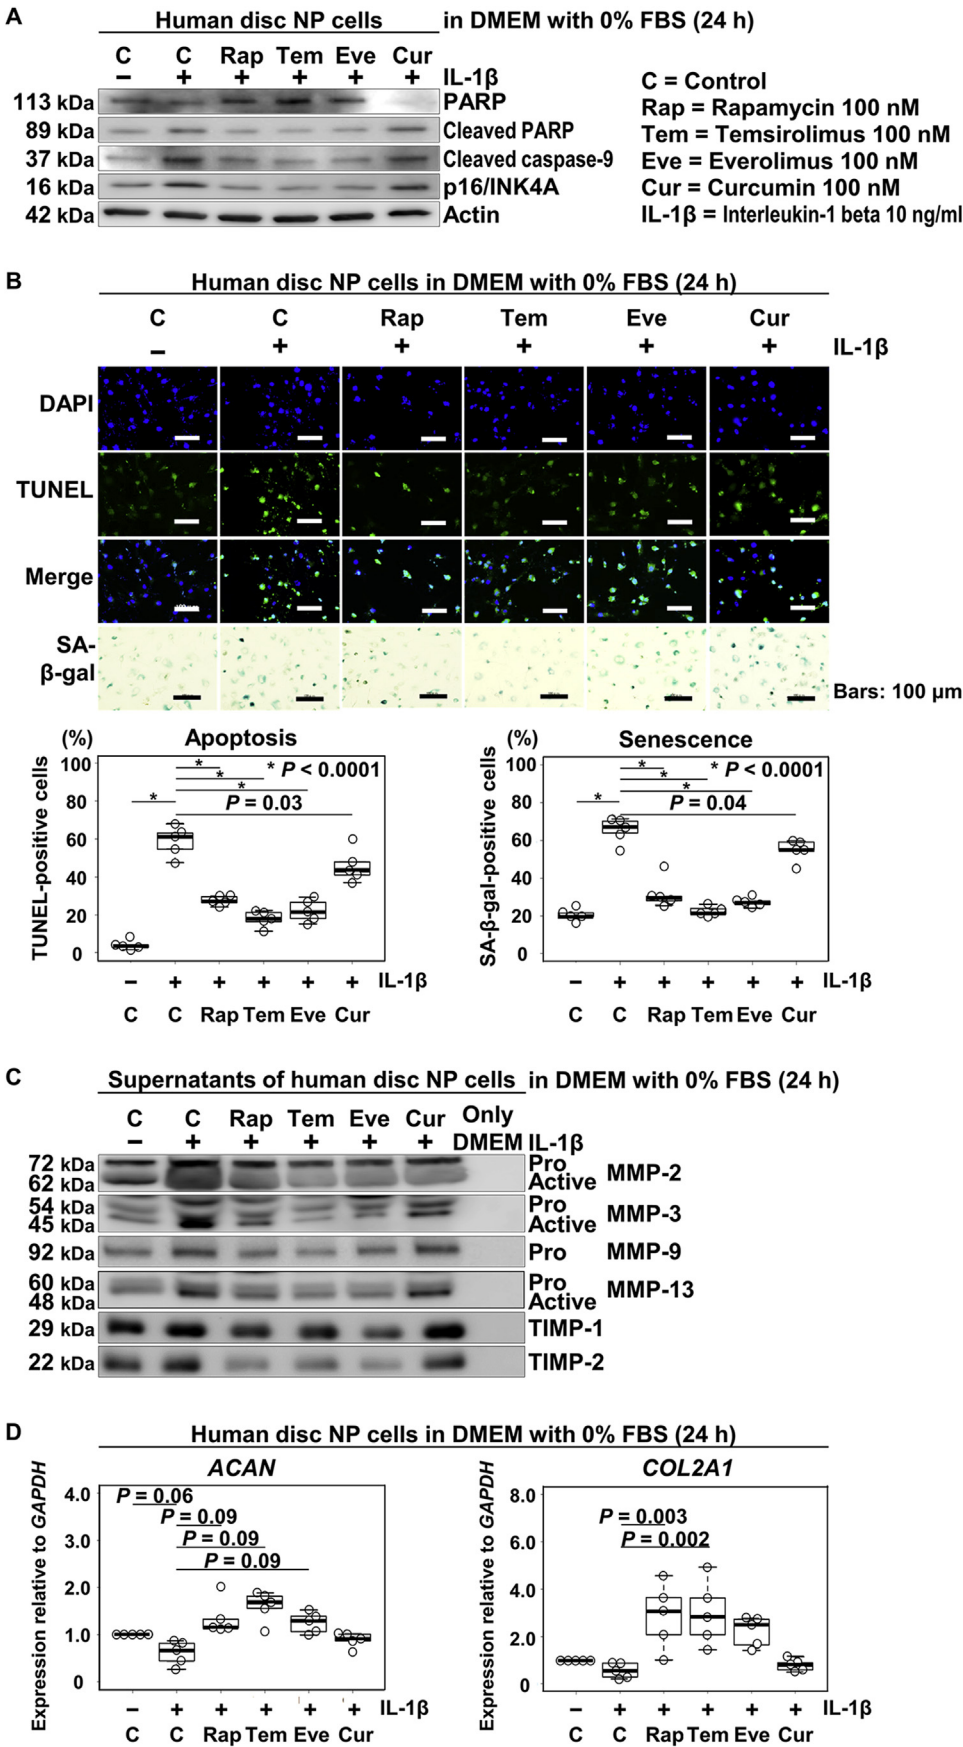 A
Human disc NP cells in DMEM with 0% FBS (24 h)
C C Rap Tem Eve Cur
– + + + + + IL-1β
113 kDa PARP
89 kDa Cleaved PARP
37 kDa Cleaved caspase-9
16 kDa p16/INK4A
42 kDa Actin
C = Control
Rap = Rapamycin 100 nM
Tem = Temsirolimus 100 nM
Eve = Everolimus 100 nM
Cur = Curcumin 100 nM
IL-1β = Interleukin-1 beta 10 ng/ml
B
Human disc NP cells in DMEM with 0% FBS (24 h)
C C Rap Tem Eve Cur
– + + + + + IL-1β
DAPI
TUNEL
Merge
SA-
β-gal
Bars: 100 μm
(%) Apoptosis
TUNEL-positive cells
100
80
60
40
20
0
* * * * * P < 0.0001
P = 0.03
– + + + + + IL-1β
C C Rap Tem Eve Cur
(%) Senescence
SA-β-gal-positive cells
100
80
60
40
20
0
* * * * * P < 0.0001
P = 0.04
– + + + + + IL-1β
C C Rap Tem Eve Cur
C
Supernatants of human disc NP cells in DMEM with 0% FBS (24 h)
C C Rap Tem Eve Cur Only
– + + + + + DMEM IL-1β
72 kDa Pro
62 kDa Active MMP-2
54 kDa Pro
45 kDa Active MMP-3
92 kDa Pro MMP-9
60 kDa Pro
48 kDa Active MMP-13
29 kDa TIMP-1
22 kDa TIMP-2
D
Human disc NP cells in DMEM with 0% FBS (24 h)
ACAN
Expression relative to GAPDH
4.0
3.0
2.0
1.0
0
P = 0.06
P = 0.09
P = 0.09
P = 0.09
– + + + + + IL-1β
C C Rap Tem Eve Cur
COL2A1
Expression relative to GAPDH
8.0
6.0
4.0
2.0
0
P = 0.003
P = 0.002
– + + + + + IL-1β
C C Rap Tem Eve Cur